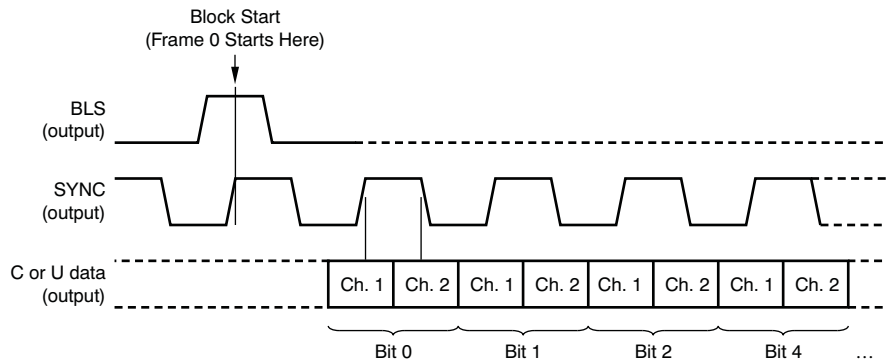 Block Start
(Frame 0 Starts Here)
BLS
(output)
SYNC
(output)
C or U data
(output)
Ch. 1 Ch. 2 Ch. 1 Ch. 2 Ch. 1 Ch. 2 Ch. 1 Ch. 2
Bit 0 Bit 1 Bit 2 Bit 4 ...